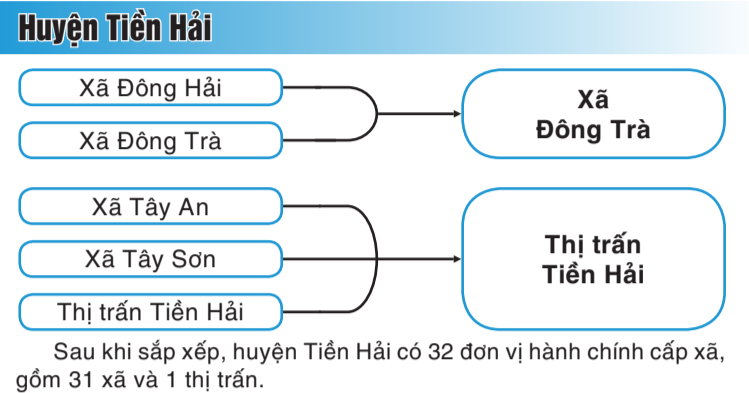 Huyện Tiền Hải
Xã Đông Hải
Xã Đông Trà
Xã
Đông Trà
Xã Tây An
Xã Tây Sơn
Thị trấn Tiền Hải
Thị trấn
Tiền Hải
Sau khi sắp xếp, huyện Tiền Hải có 32 đơn vị hành chính cấp xã,
gồm 31 xã và 1 thị trấn.